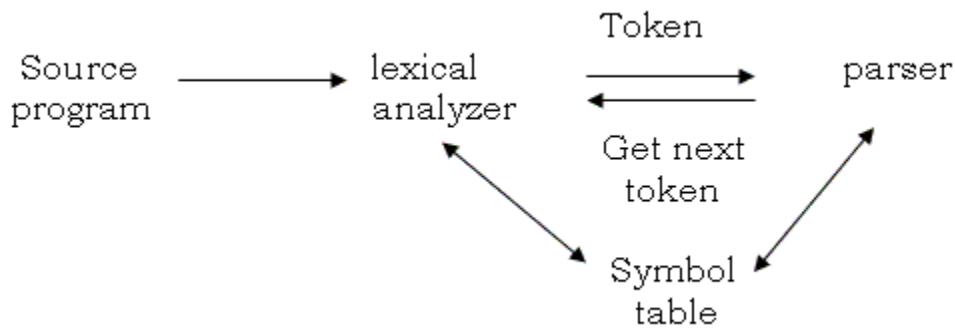 Token
Source
program
lexical
analyzer
parser
Get next
token
Symbol
table